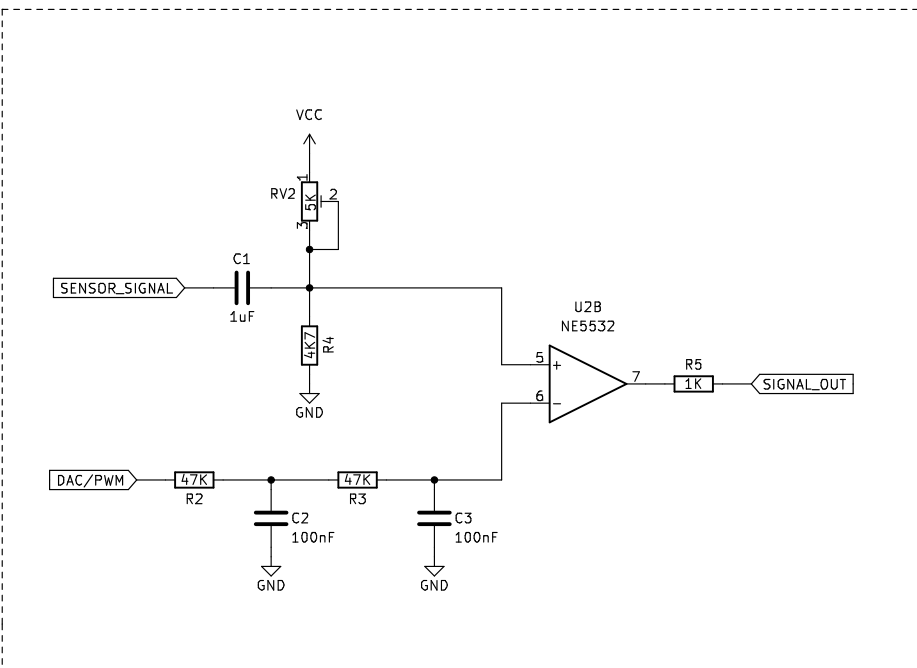 VCC
1
RV2
5K
2
3
C1
SENSOR_SIGNAL
1uF
4K7
R4
GND
U2B
NE5532
5
+
6
−
7
R5
1K
SIGNAL_OUT
DAC/PWM
47K
R2
47K
R3
C2
100nF
GND
C3
100nF
GND